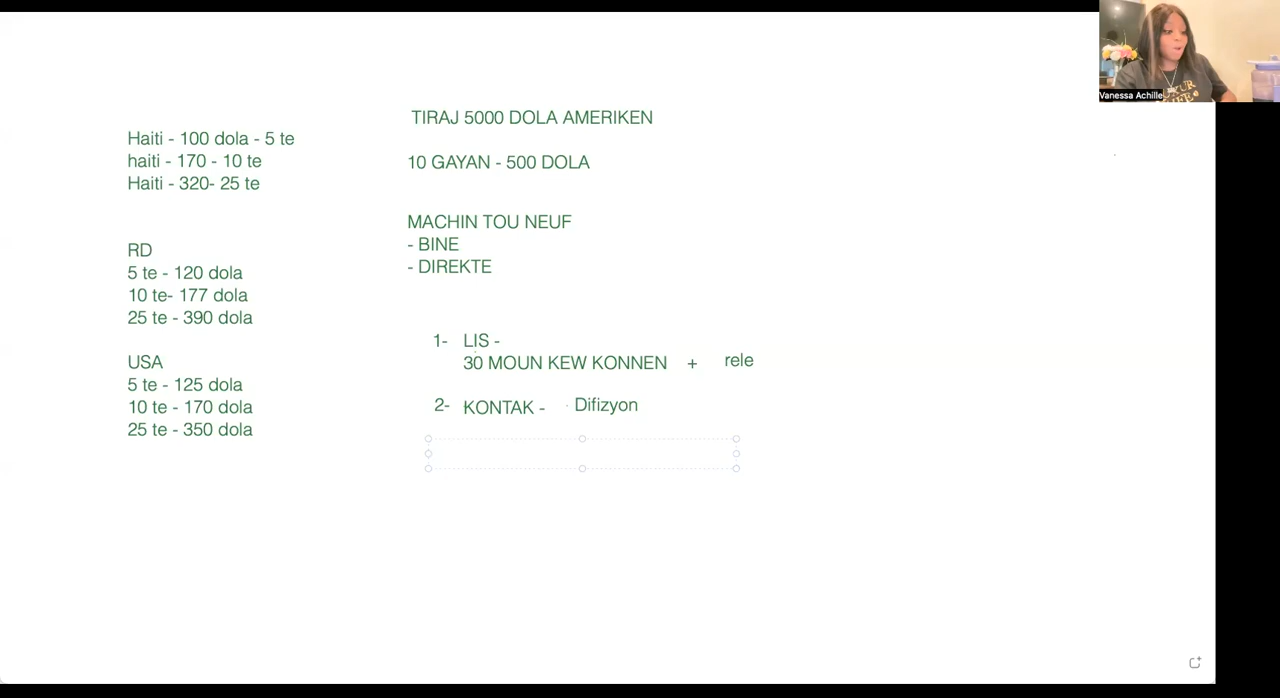 Haiti - 100 dola - 5 te
haiti - 170 - 10 te
Haiti - 320- 25 te
RD
5 te - 120 dola
10 te- 177 dola
25 te - 390 dola
USA
5 te - 125 dola
10 te - 170 dola
25 te - 350 dola
TIRAJ 5000 DOLA AMERIKEN
10 GAYAN - 500 DOLA
MACHIN TOU NEUF
- BINE
- DIREKTE
1- LIS -
30 MOUN KEW KONNEN + rele
2- KONTAK - Difizyon
Vanessa Achille